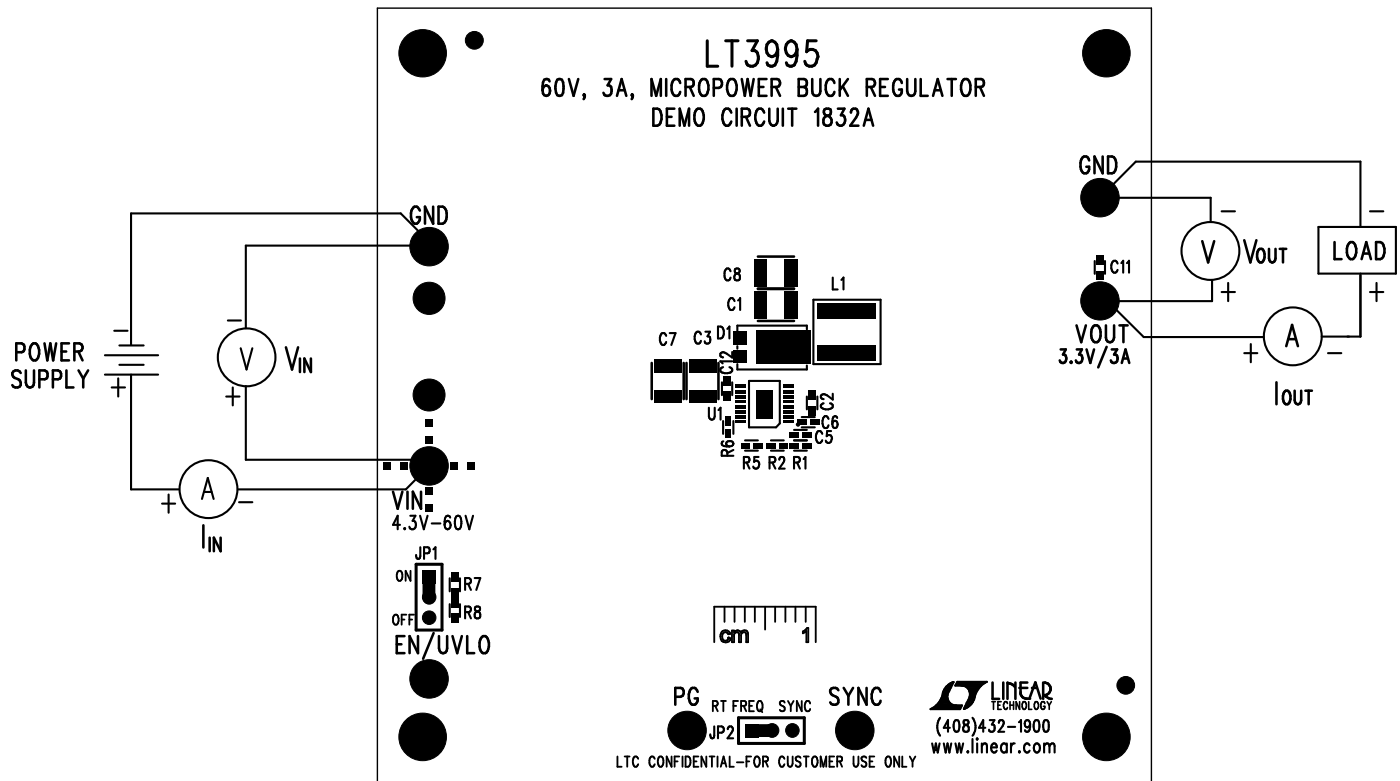 LT3995
60V, 3A, MICROPOWER BUCK REGULATOR
DEMO CIRCUIT 1832A
GND
GND
-
-
-
-
C8
C11
V
VOUT
LOAD
C1
L1
+
+
VOUT
3.3V/3A
POWER
SUPPLY
V
VIN
+
+
C7
C3
D1
C12
+
A
-
IOUT
U1
C2
C6
C5
R6
R5
R2
R1
+
A
-
IIN
VIN
4.3V-60V
JP1
ON
R7
OFF
R8
EN/UVLO
cm
1
PG
RT FREQ
SYNC
SYNC
JP2
LINEAR
TECHNOLOGY
(408)432-1900
www.linear.com
LTC CONFIDENTIAL-FOR CUSTOMER USE ONLY